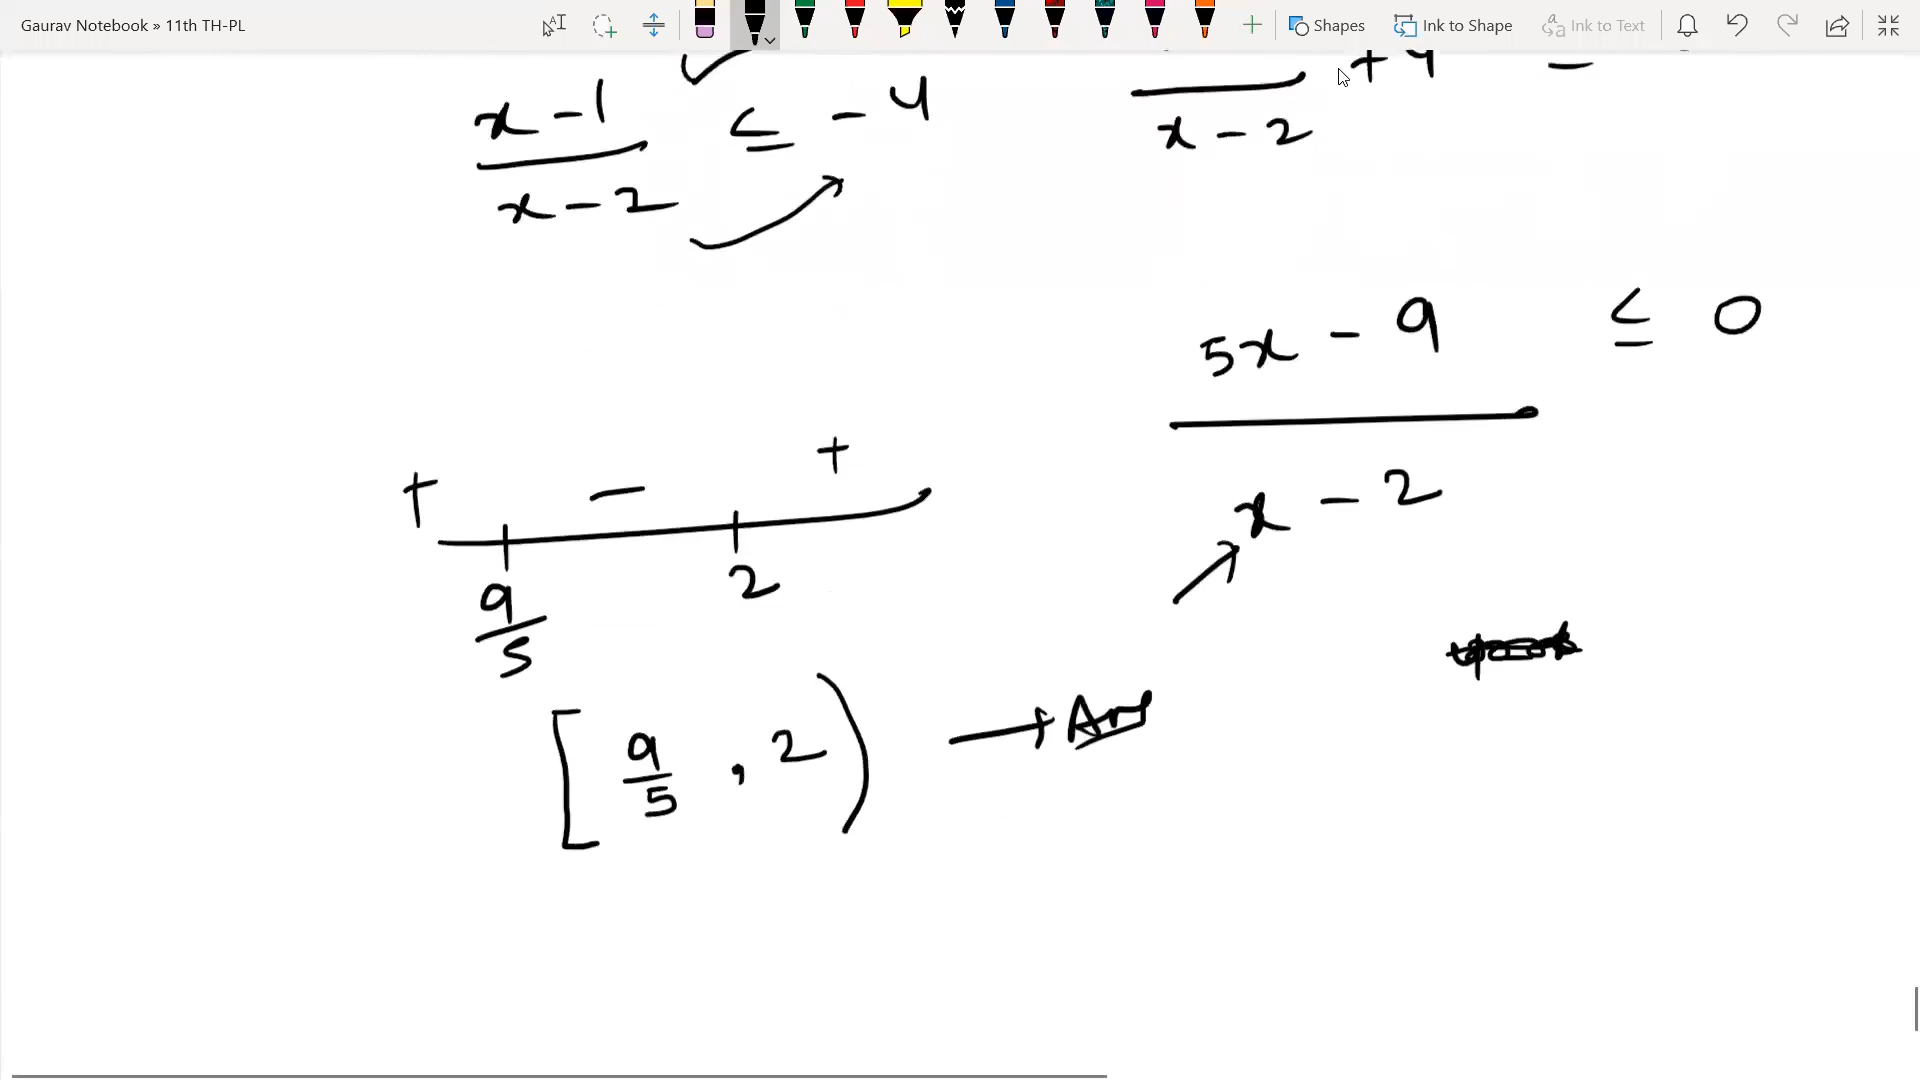 Gaurav Notebook » 11th TH-PL
Shapes
Ink to Shape
Ink to Text
x - 1
x - 2
≤ - 4
+ 4
x - 2
5x - 9
x - 2
≤ 0
+ - +
9/5
2
[ 9/5 , 2 ) → Ans